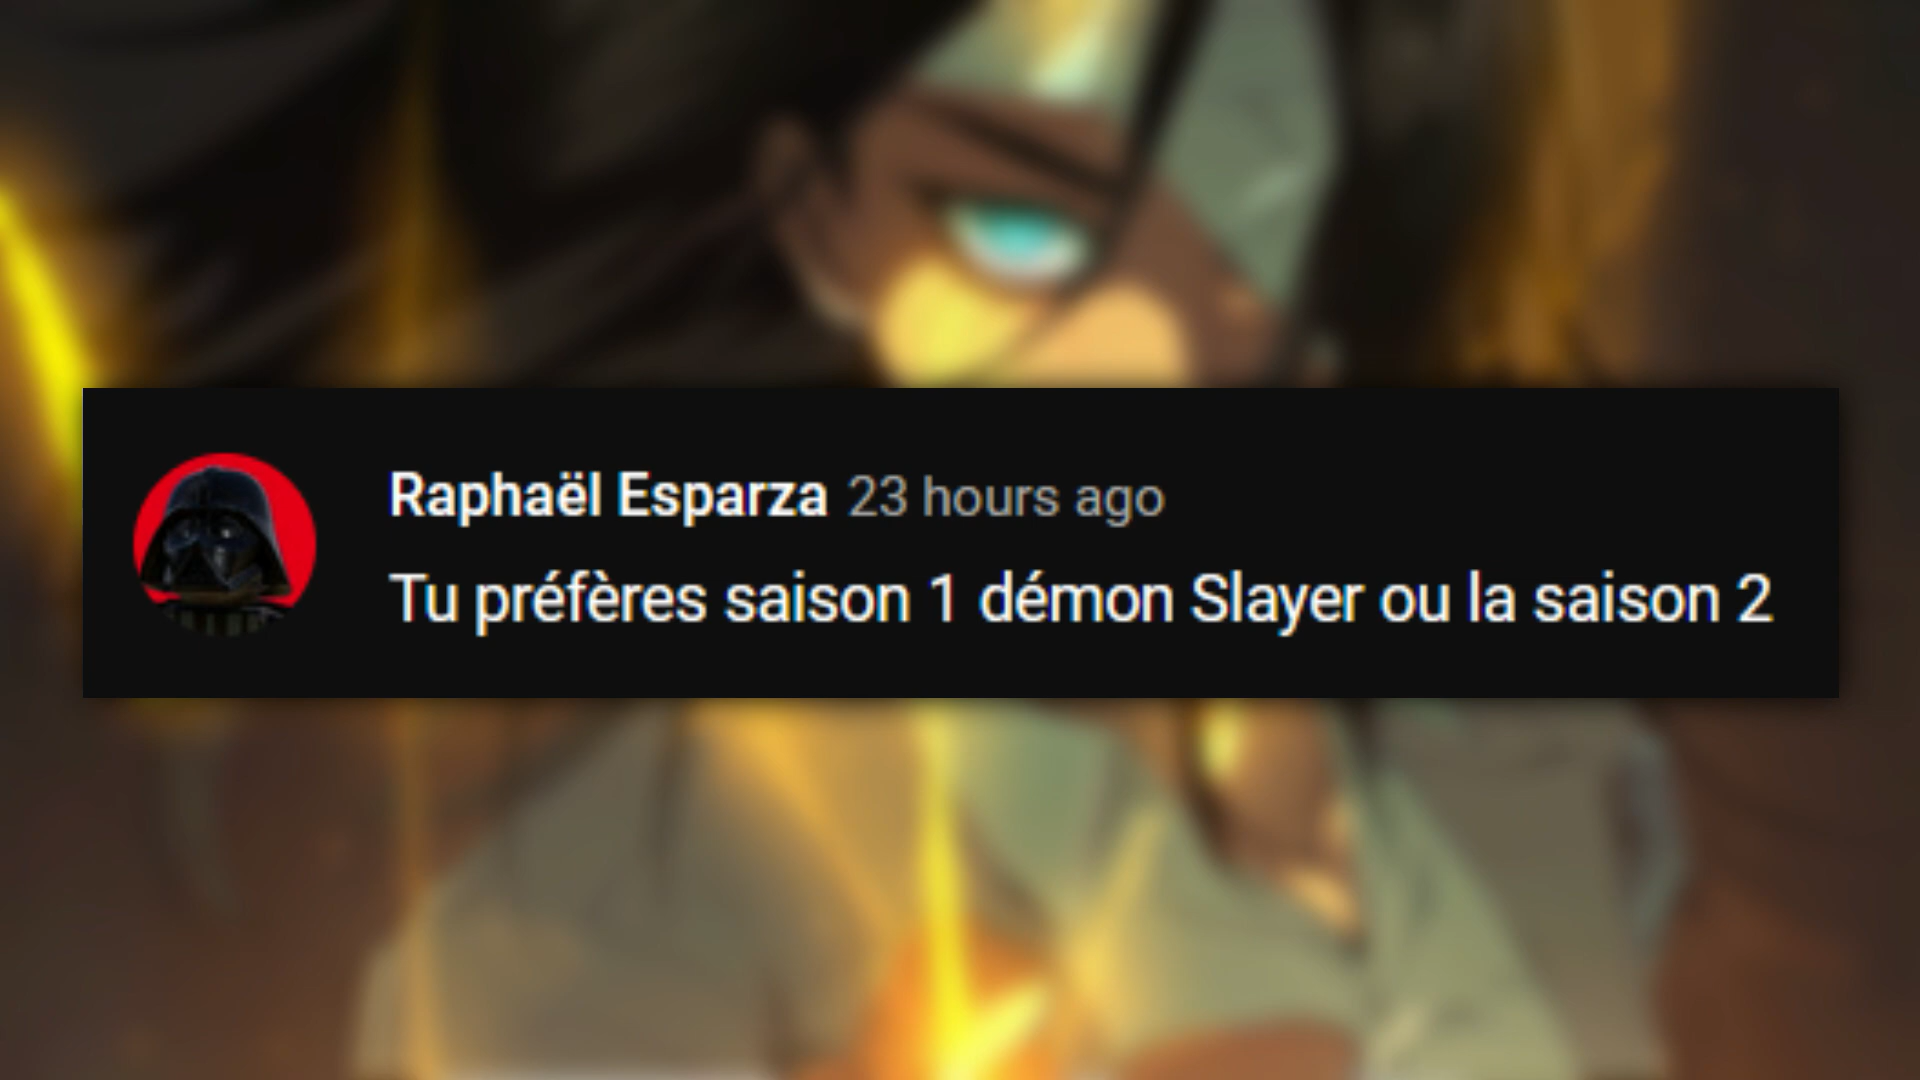 Raphaël Esparza 23 hours ago
Tu préfères saison 1 démon Slayer ou la saison 2